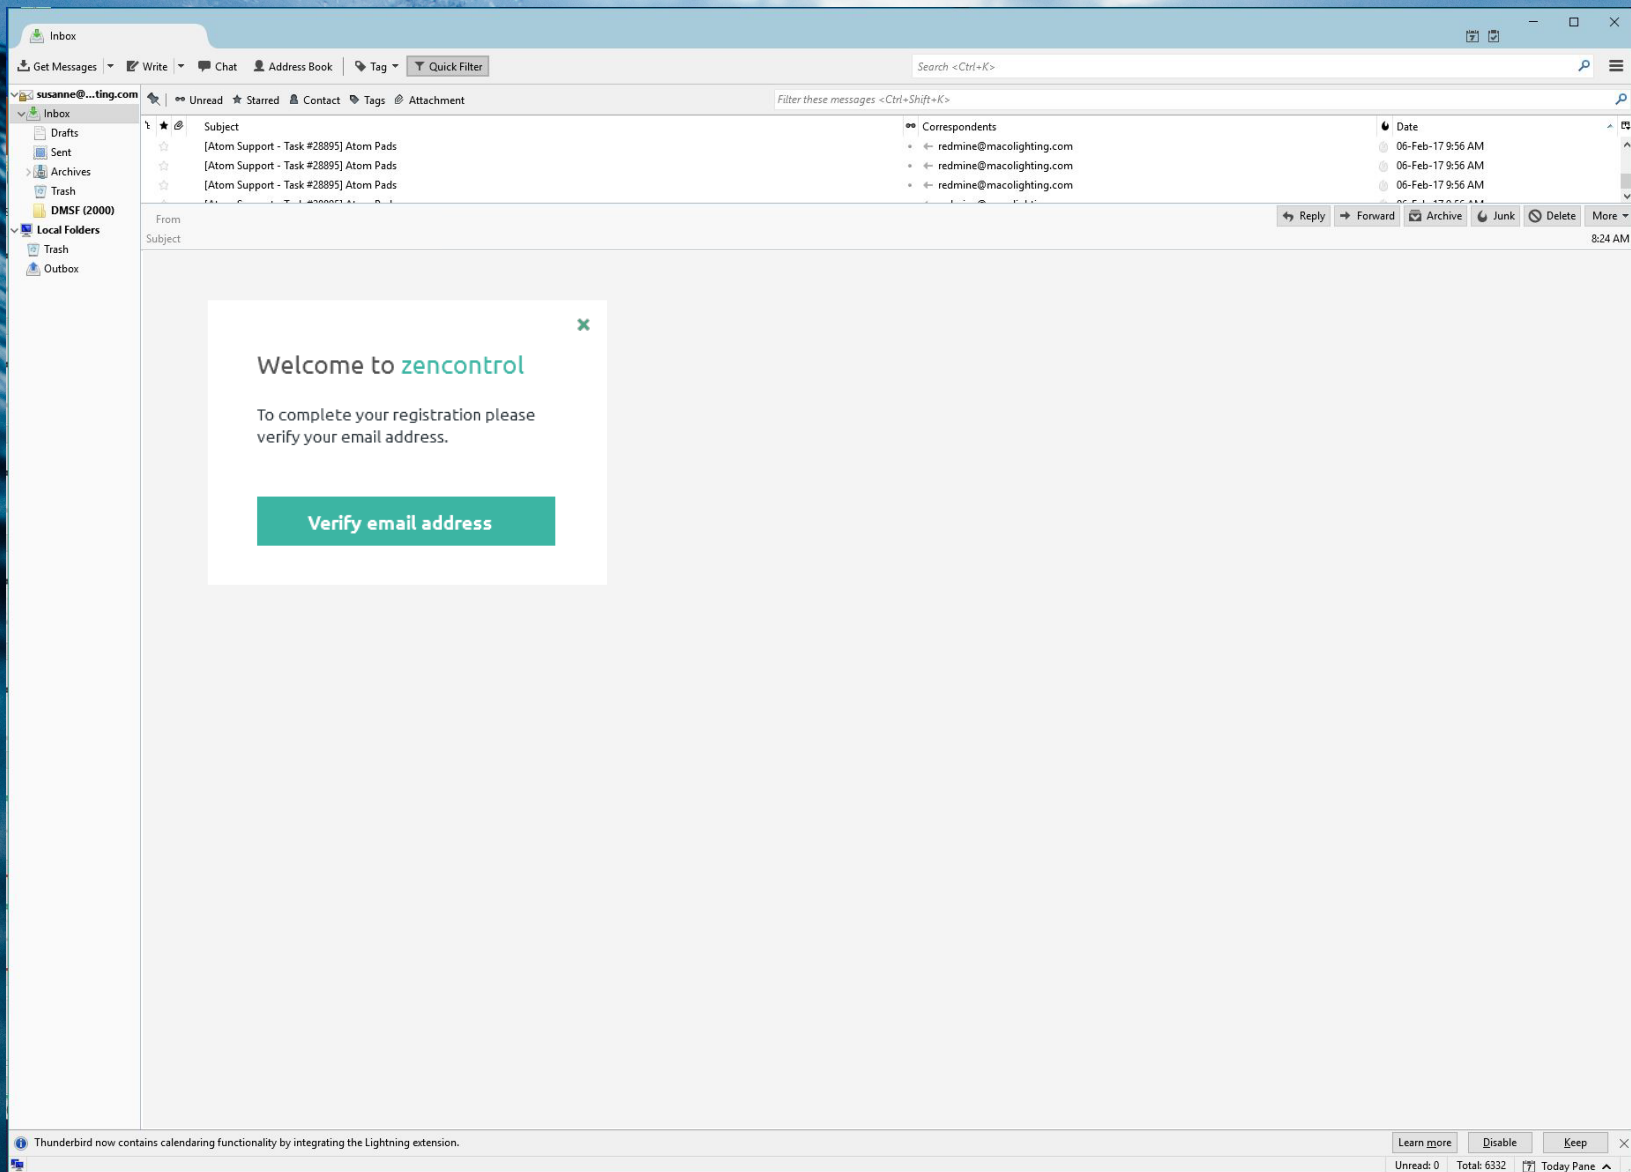 Inbox
Get Messages Write Chat Address Book Tag Quick Filter Search <Ctrl+K>
susanne@...ting.com
Unread Starred Contact Tags Attachment Filter these messages <Ctrl+Shift+K>
Inbox
Drafts
Sent
Archives
Trash
DMSF (2000)
Local Folders
Trash
Outbox
Subject Correspondents Date
[Atom Support - Task #28895] Atom Pads redmine@macolighting.com 06-Feb-17 9:56 AM
[Atom Support - Task #28895] Atom Pads redmine@macolighting.com 06-Feb-17 9:56 AM
[Atom Support - Task #28895] Atom Pads redmine@macolighting.com 06-Feb-17 9:56 AM
From Reply Forward Archive Junk Delete More
Subject 8:24 AM
Welcome to zencontrol
To complete your registration please
verify your email address.
Verify email address
Thunderbird now contains calendaring functionality by integrating the Lightning extension. Learn more Disable Keep
Unread: 0 Total: 6332 Today Pane